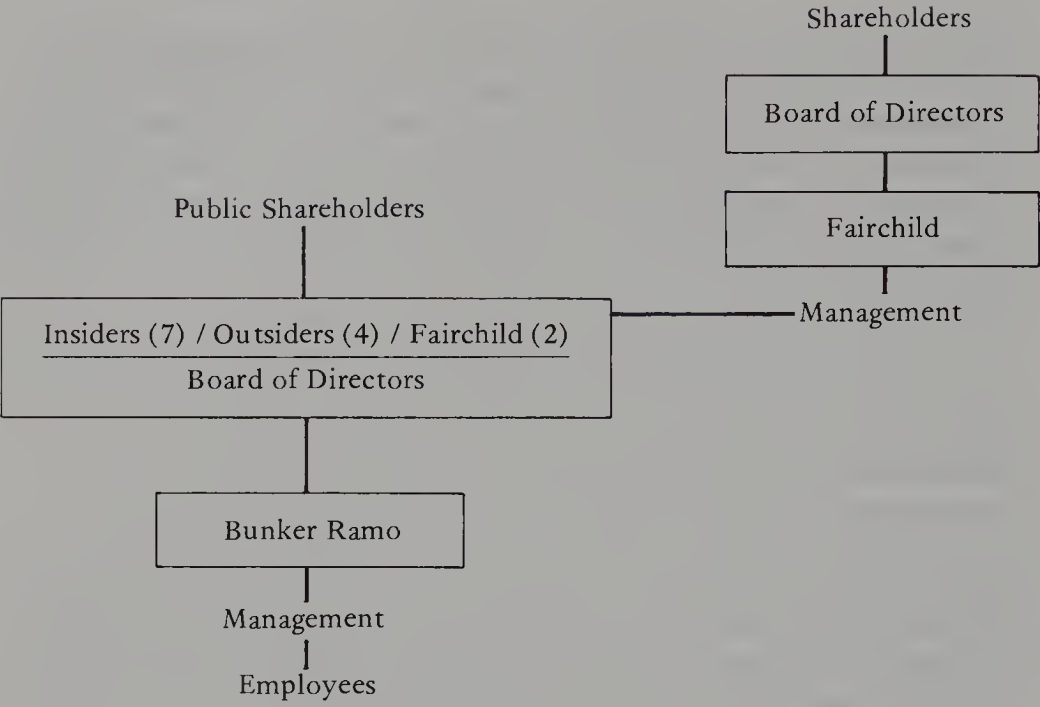 Shareholders
Board of Directors
Fairchild
Management
Public Shareholders
Insiders (7) / Outsiders (4) / Fairchild (2)
Board of Directors
Bunker Ramo
Management
Employees